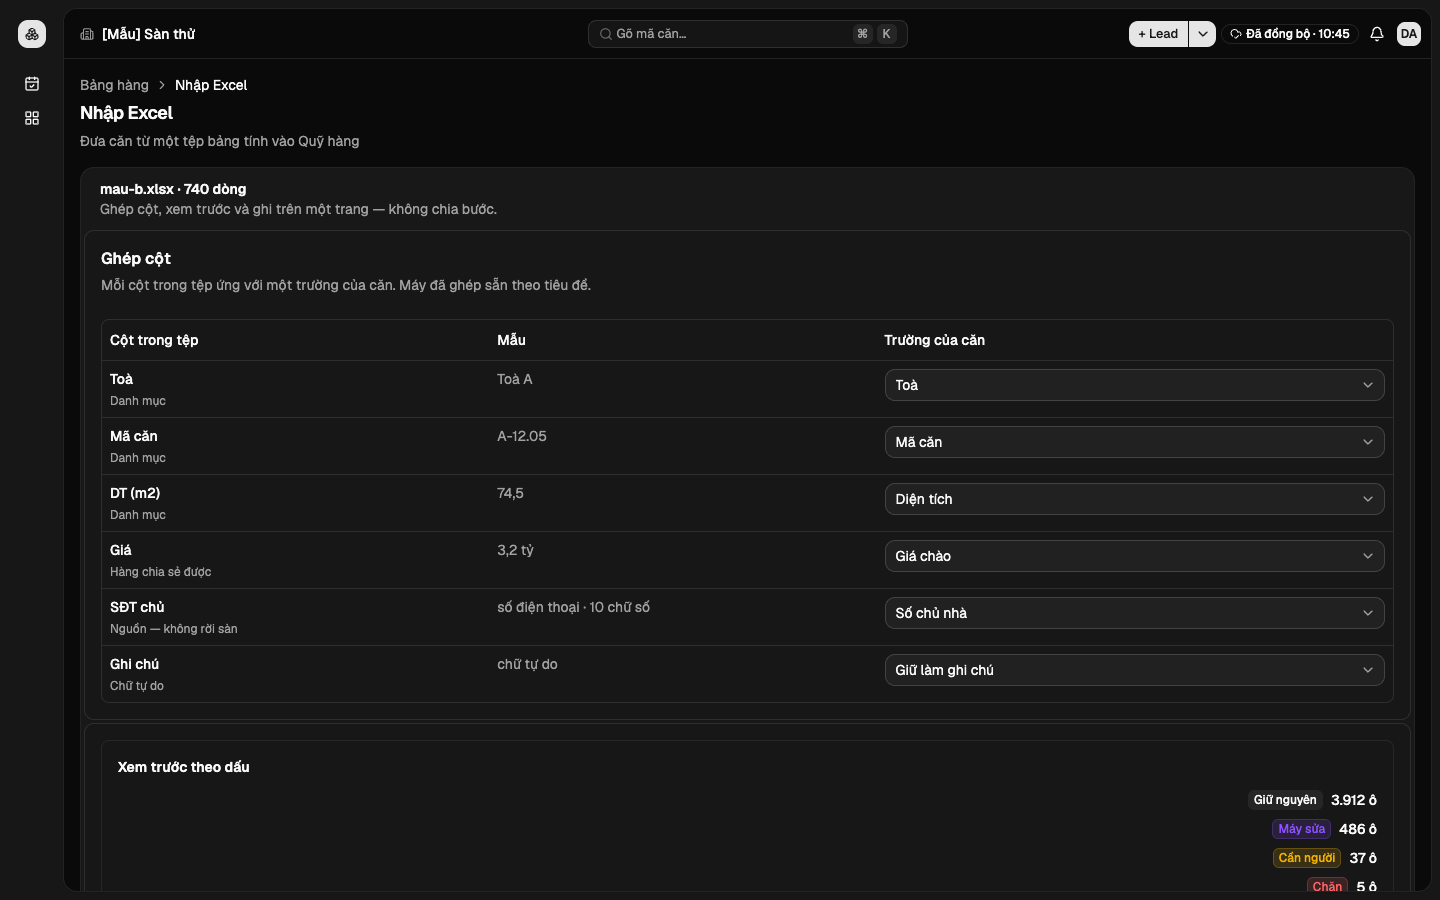 [Mẫu] Sàn thử
Gõ mã căn...
⌘ K
+ Lead
Đã đồng bộ · 10:45
DA
Bảng hàng > Nhập Excel
Nhập Excel
Đưa căn từ một tệp bảng tính vào Quỹ hàng
mau-b.xlsx · 740 dòng
Ghép cột, xem trước và ghi trên một trang — không chia bước.
Ghép cột
Mỗi cột trong tệp ứng với một trường của căn. Máy đã ghép sẵn theo tiêu đề.
Cột trong tệp Mẫu Trường của căn
Toà Toà A Toà
Danh mục
Mã căn A-12.05 Mã căn
Danh mục
DT (m2) 74,5 Diện tích
Danh mục
Giá 3,2 tỷ Giá chào
Hàng chia sẻ được
SĐT chủ số điện thoại · 10 chữ số Số chủ nhà
Nguồn — không rời sàn
Ghi chú chữ tự do Giữ làm ghi chú
Chữ tự do
Xem trước theo dấu
Giữ nguyên 3.912 ô
Máy sửa 486 ô
Cần người 37 ô
Chặn 5 ô